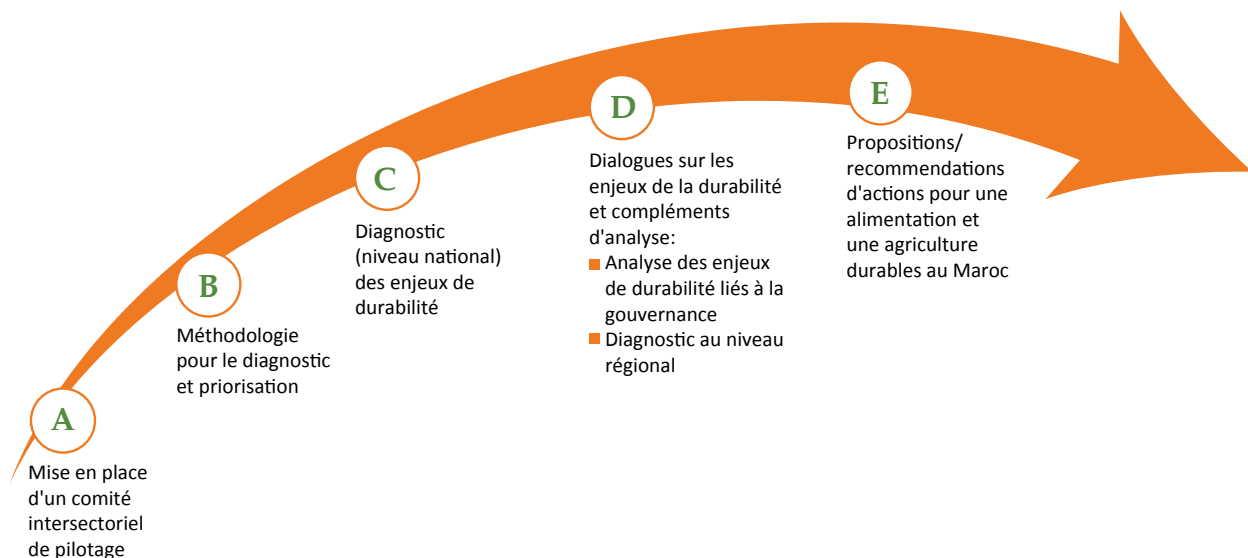 A
Mise en place
d'un comité
intersectoriel
de pilotage
B
Méthodologie
pour le diagnostic
et priorisation
C
Diagnostic
(niveau national)
des enjeux de
durabilité
D
Dialogues sur les
enjeux de la durabilité
et compléments
d'analyse:
Analyse des enjeux
de durabilité liés à la
gouvernance
Diagnostic au niveau
régional
E
Propositions/
recommendations
d'actions pour une
alimentation et
une agriculture
durables au Maroc